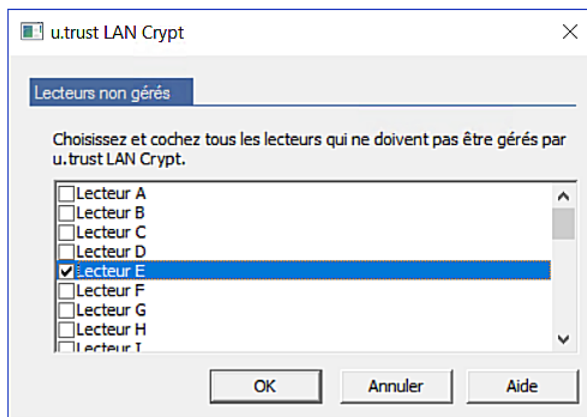 u.trust LAN Crypt
Lecteurs non gérés
Choisissez et cochez tous les lecteurs qui ne doivent pas être gérés par
u.trust LAN Crypt.
Lecteur A
Lecteur B
Lecteur C
Lecteur D
Lecteur E
Lecteur F
Lecteur G
Lecteur H
Lecteur I
OK
Annuler
Aide